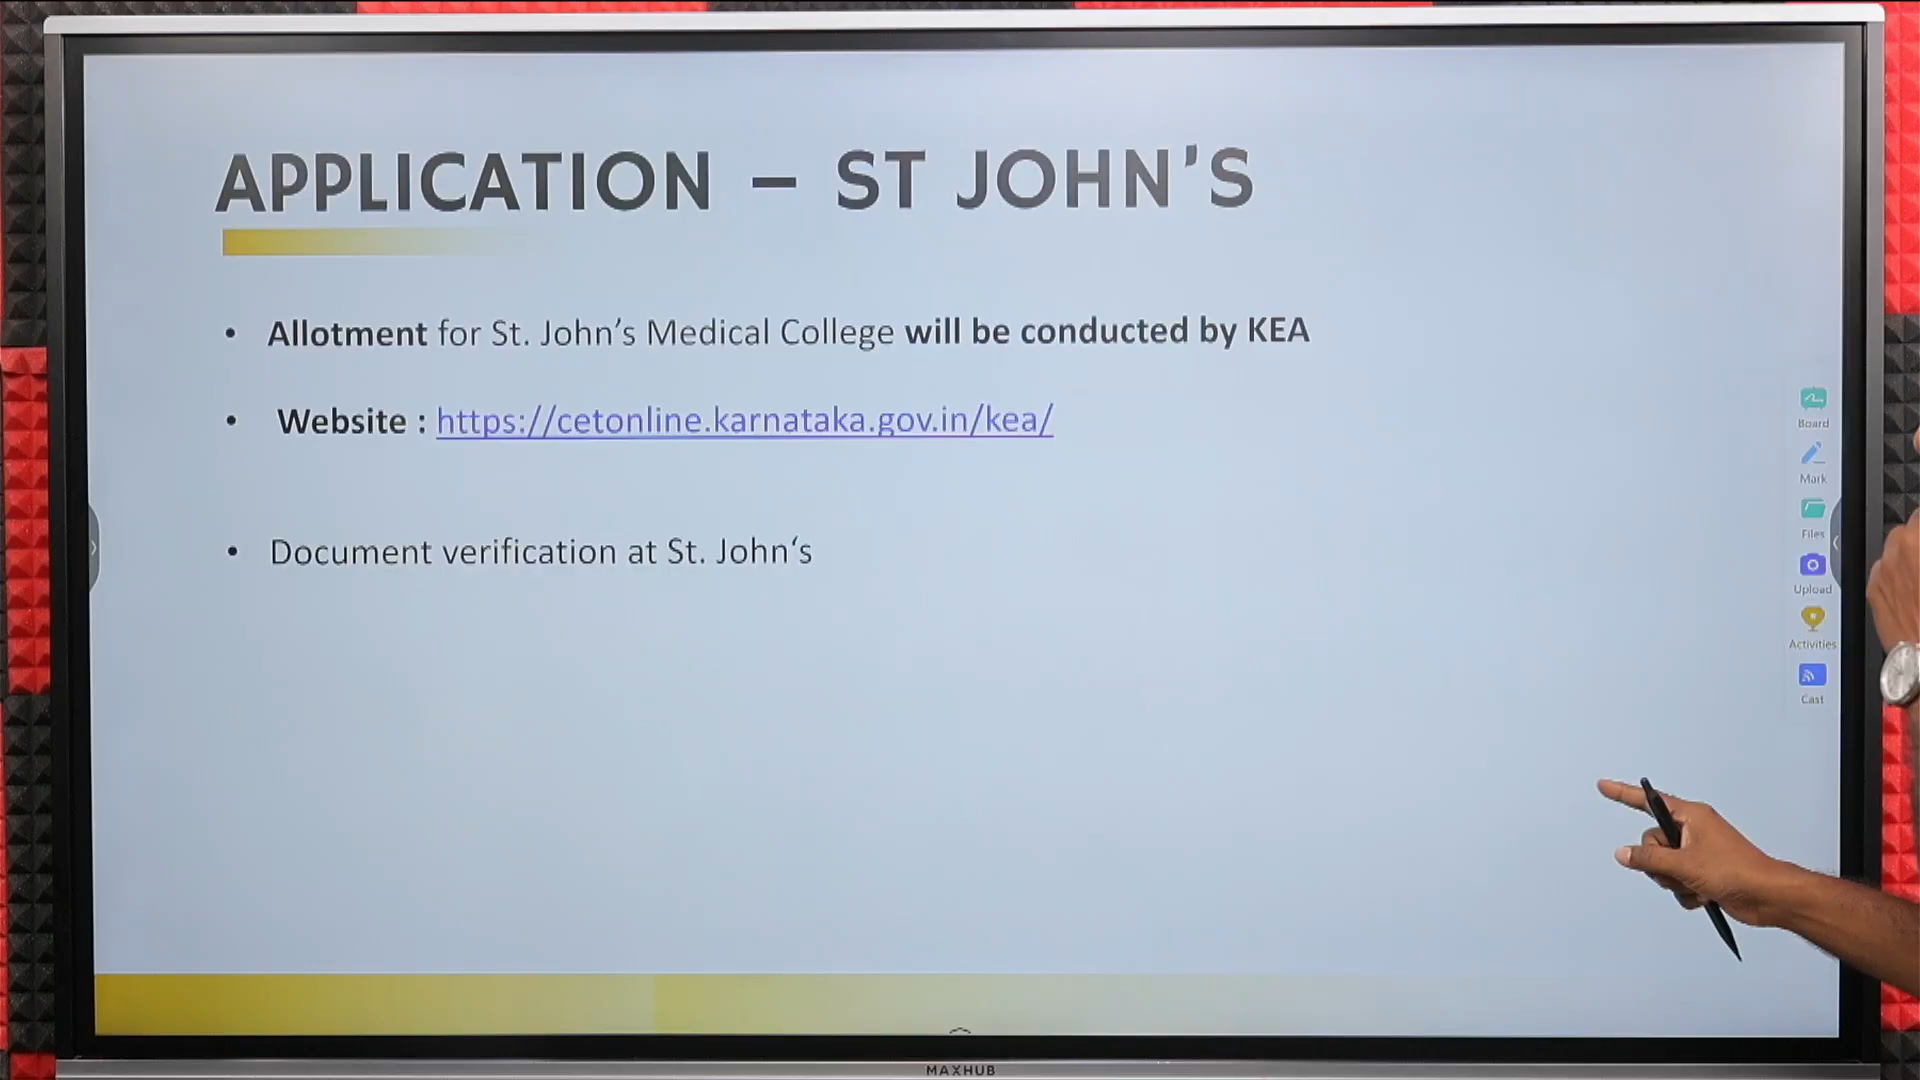 APPLICATION – ST JOHN’S
• Allotment for St. John’s Medical College will be conducted by KEA
• Website : https://cetonline.karnataka.gov.in/kea/
• Document verification at St. John‘s
Board
Mark
Files
Upload
Activities
Cast
MAXHUB